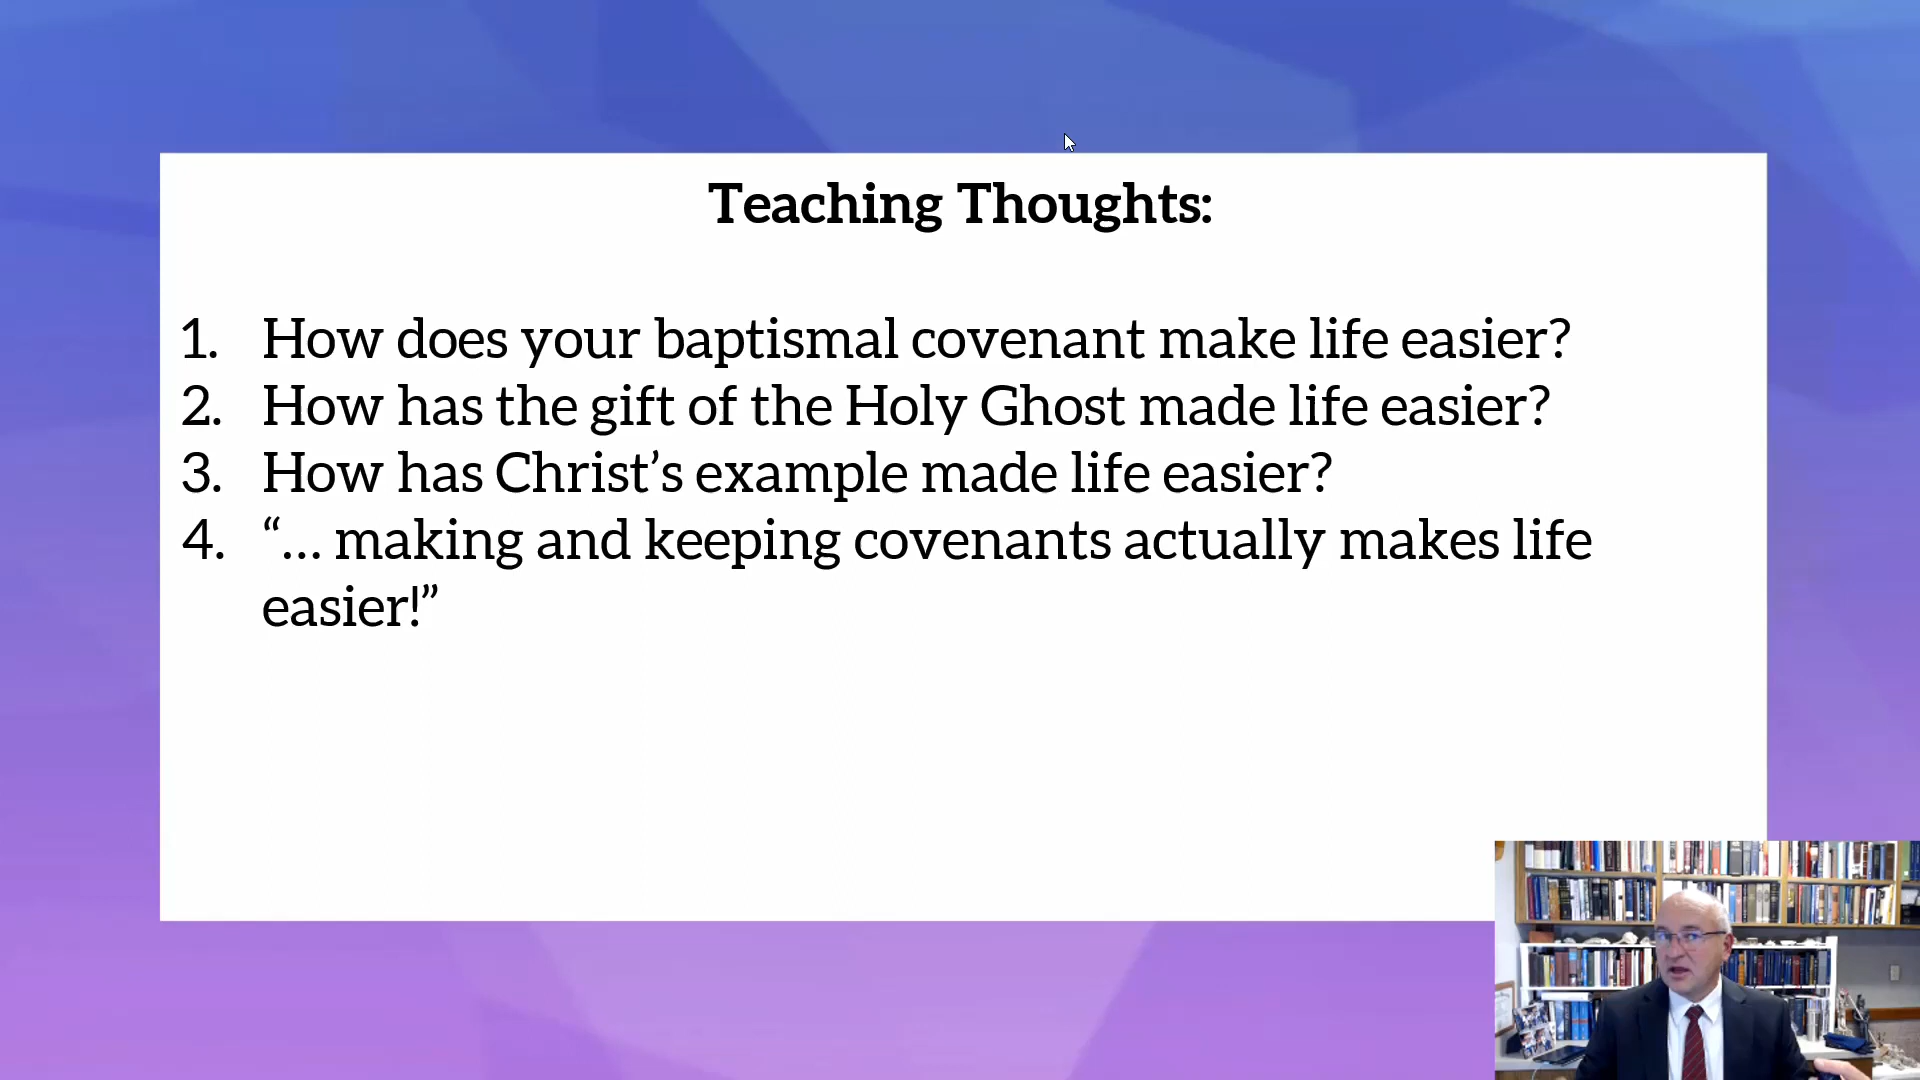 Teaching Thoughts:
1. How does your baptismal covenant make life easier?
2. How has the gift of the Holy Ghost made life easier?
3. How has Christ’s example made life easier?
4. “… making and keeping covenants actually makes life
easier!”